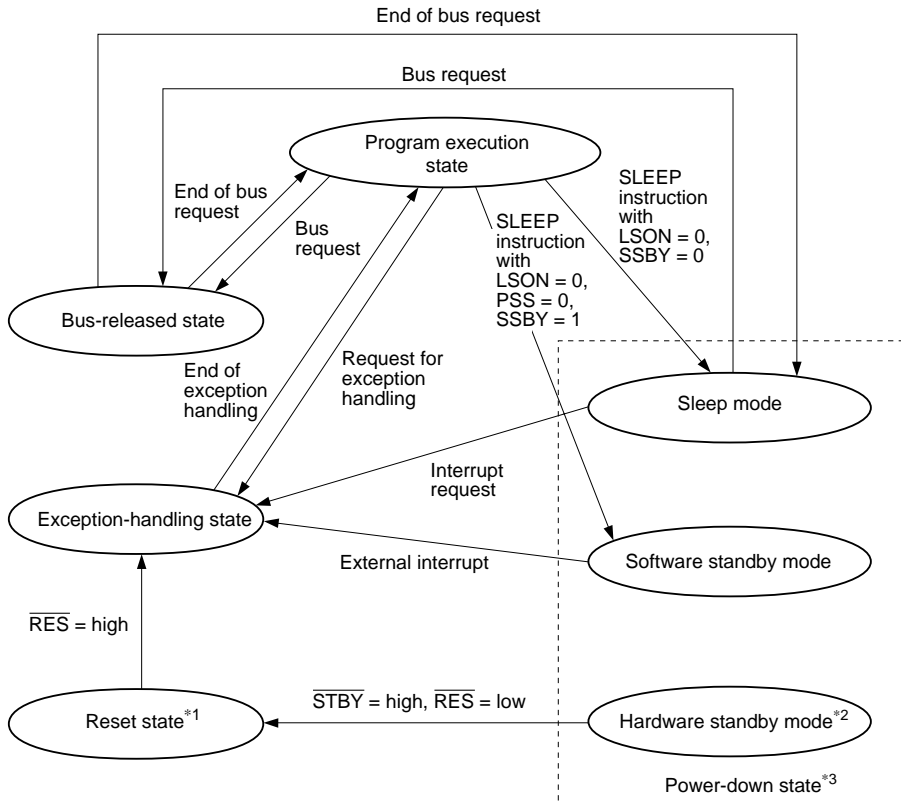 End of bus request
Bus request
Program execution
state
End of bus
request
Bus
request
SLEEP
instruction
with
LSON = 0,
PSS = 0,
SSBY = 1
SLEEP
instruction
with
LSON = 0,
SSBY = 0
Bus-released state
End of
exception
handling
Request for
exception
handling
Sleep mode
Interrupt
request
Exception-handling state
External interrupt
Software standby mode
R̅E̅S̅ = high
S̅T̅B̅Y̅ = high, R̅E̅S̅ = low
Reset state*1
Hardware standby mode*2
Power-down state*3